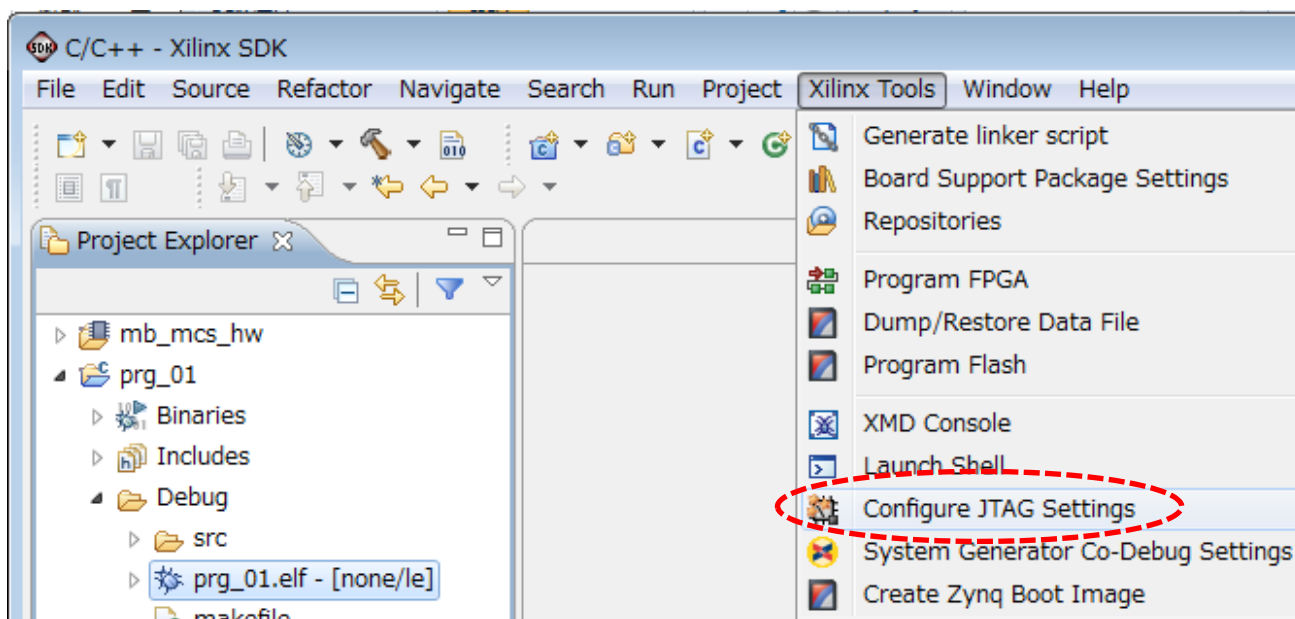 C/C++ - Xilinx SDK
File Edit Source Refactor Navigate Search Run Project Xilinx Tools Window Help
Generate linker script
Board Support Package Settings
Repositories
Program FPGA
Dump/Restore Data File
Program Flash
XMD Console
Launch Shell
Configure JTAG Settings
System Generator Co-Debug Settings
Create Zynq Boot Image
Project Explorer
mb_mcs_hw
prg_01
Binaries
Includes
Debug
src
prg_01.elf - [none/le]
makefile